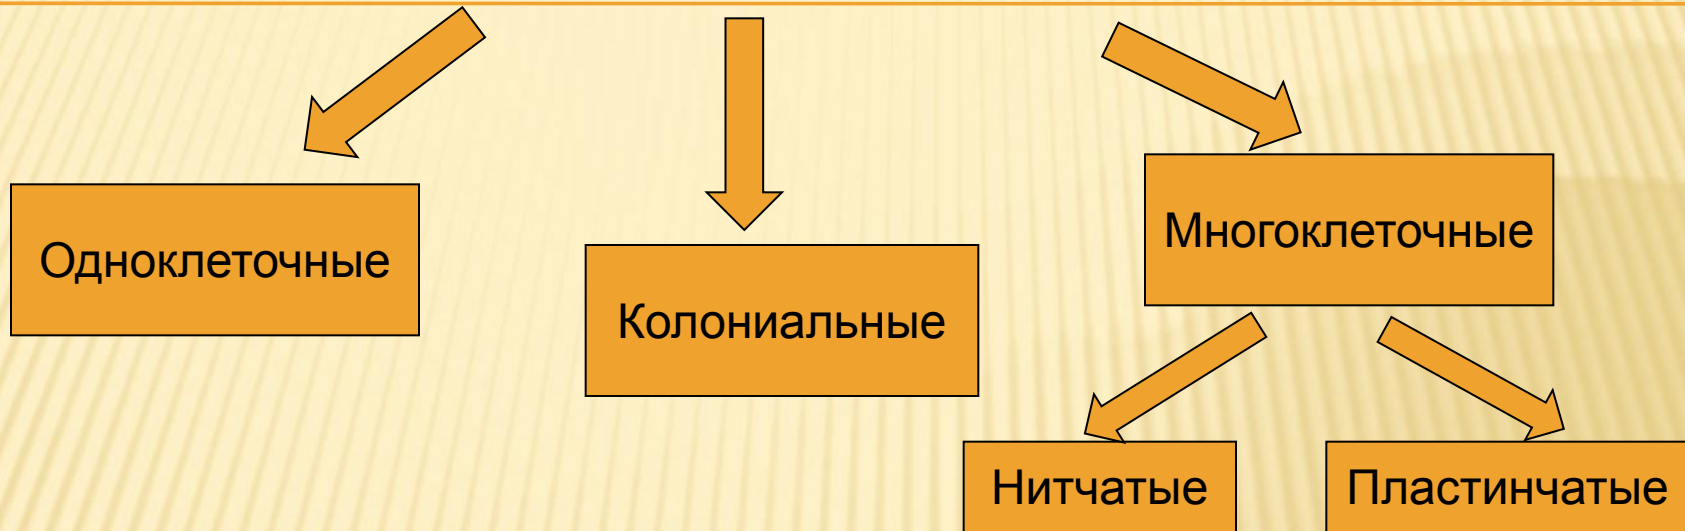 Одноклеточные
Колониальные
Многоклеточные
Нитчатые
Пластинчатые